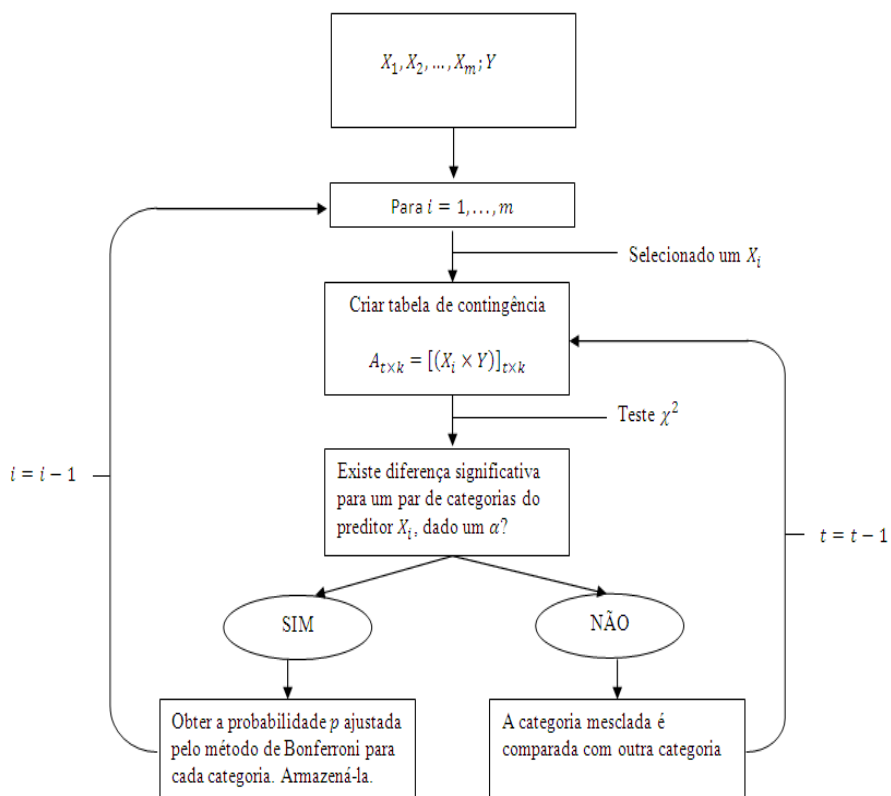 X₁, X₂, ..., Xₘ; Y
Para i = 1, ..., m
Selecionado um Xᵢ
Criar tabela de contingência
Aₜₓₖ = [(Xᵢ × Y)]ₜₓₖ
Teste χ²
Existe diferença significativa
para um par de categorias do
preditor Xᵢ, dado um α?
i = i − 1
t = t − 1
SIM
NÃO
Obter a probabilidade p ajustada
pelo método de Bonferroni para
cada categoria. Armazená-la.
A categoria mesclada é
comparada com outra categoria